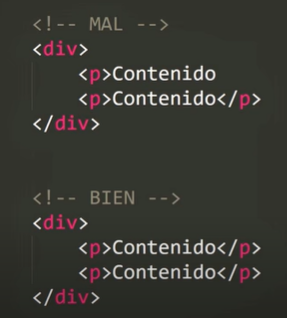 <!-- MAL -->
<div>
<p>Contenido
<p>Contenido</p>
</div>
<!-- BIEN -->
<div>
<p>Contenido</p>
<p>Contenido</p>
</div>